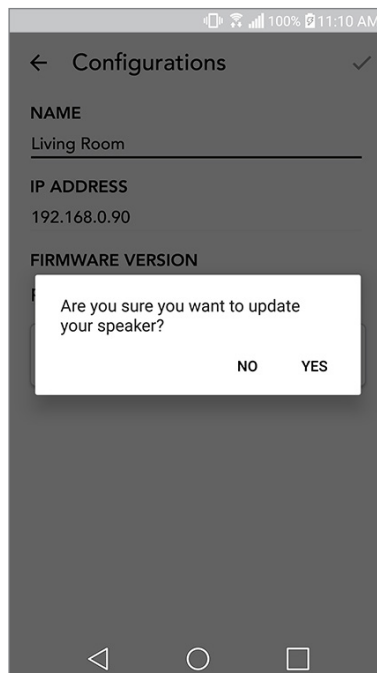 100% 11:10 AM
Configurations
NAME
Living Room
IP ADDRESS
192.168.0.90
FIRMWARE VERSION
Are you sure you want to update
your speaker?
NO YES